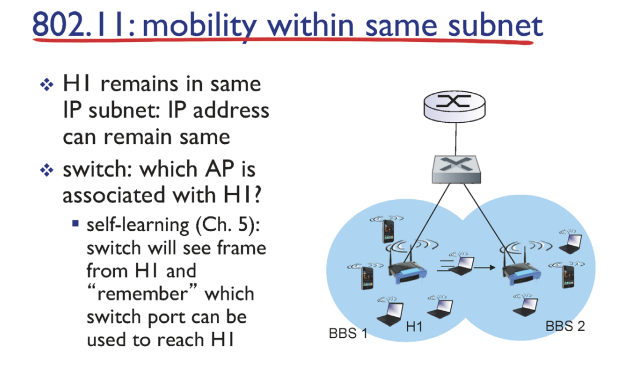 802.11: mobility within same subnet
❖ H1 remains in same
IP subnet: IP address
can remain same
❖ switch: which AP is
associated with H1?
▪ self-learning (Ch. 5):
switch will see frame
from H1 and
“remember” which
switch port can be
used to reach H1
H1
BBS 1
BBS 2